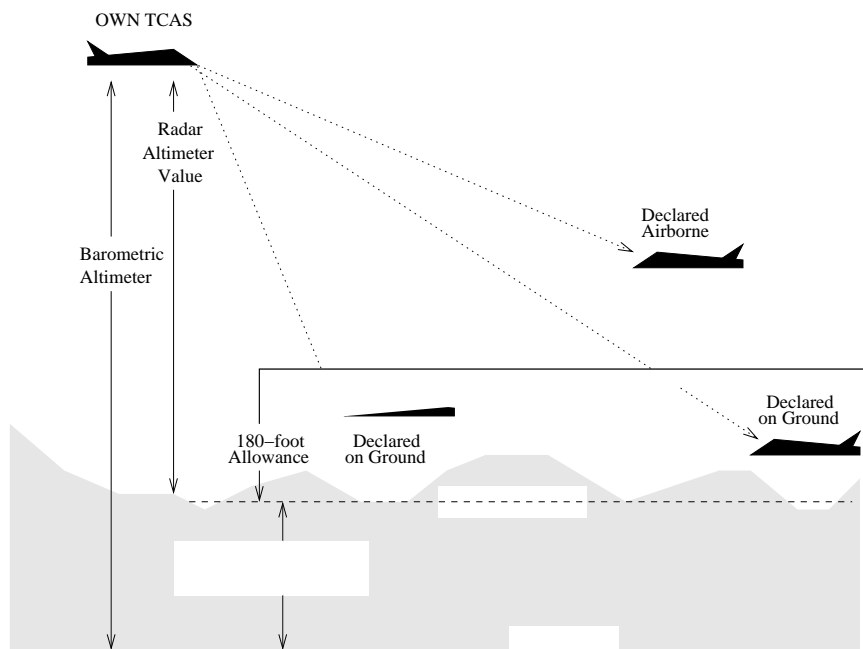 OWN TCAS
Radar
Altimeter
Value
Declared
Airborne
Barometric
Altimeter
Declared
on Ground
180−foot
Allowance
Declared
on Ground